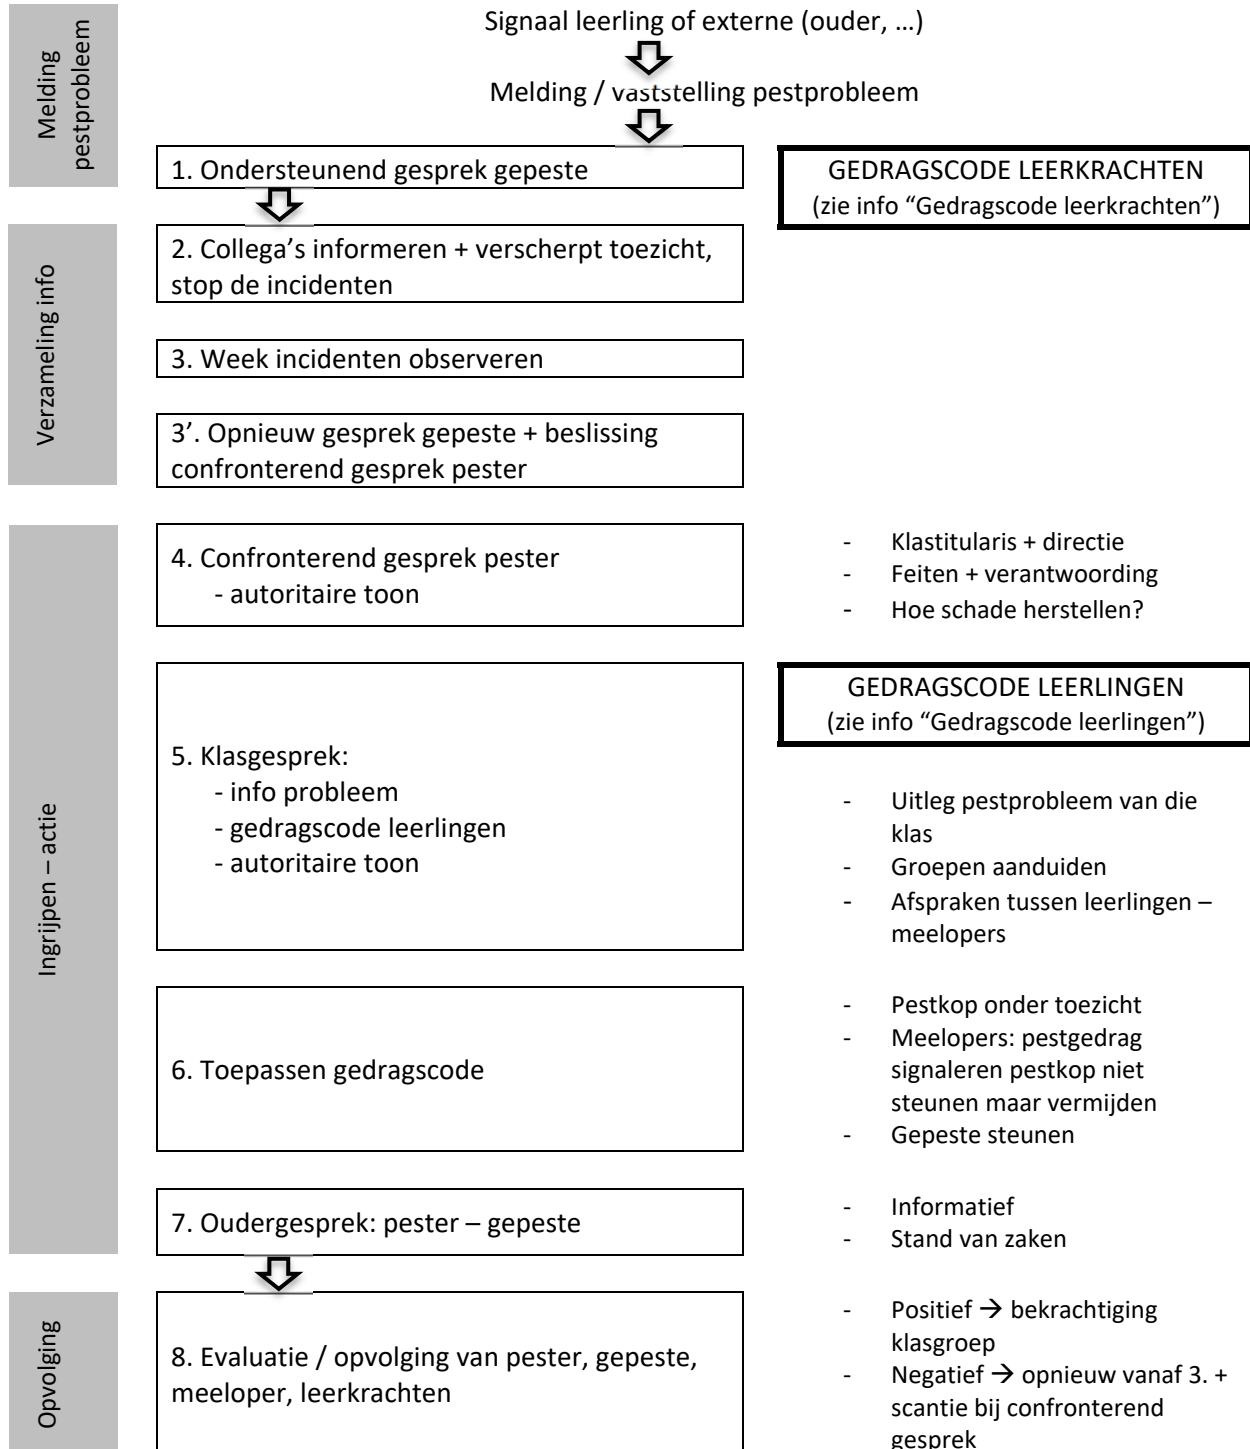 Melding
pestprobleem
Signaal leerling of externe (ouder, …)
Melding / vaststelling pestprobleem
1. Ondersteunend gesprek gepeste
GEDRAGSCODE LEERKRACHTEN
(zie info “Gedragscode leerkrachten”)
Verzameling info
2. Collega’s informeren + verscherpt toezicht,
stop de incidenten
3. Week incidenten observeren
3’. Opnieuw gesprek gepeste + beslissing
confronterend gesprek pester
Ingrijpen – actie
4. Confronterend gesprek pester
- autoritaire toon
- Klastitularis + directie
- Feiten + verantwoording
- Hoe schade herstellen?
5. Klasgesprek:
- info probleem
- gedragscode leerlingen
- autoritaire toon
GEDRAGSCODE LEERLINGEN
(zie info “Gedragscode leerlingen”)
- Uitleg pestprobleem van die
klas
- Groepen aanduiden
- Afspraken tussen leerlingen –
meelopers
6. Toepassen gedragscode
- Pestkop onder toezicht
- Meelopers: pestgedrag
signaleren pestkop niet
steunen maar vermijden
- Gepeste steunen
7. Oudergesprek: pester – gepeste
- Informatief
- Stand van zaken
Opvolging
8. Evaluatie / opvolging van pester, gepeste,
meeloper, leerkrachten
- Positief → bekrachtiging
klasgroep
- Negatief → opnieuw vanaf 3. +
scantie bij confronterend
gesprek